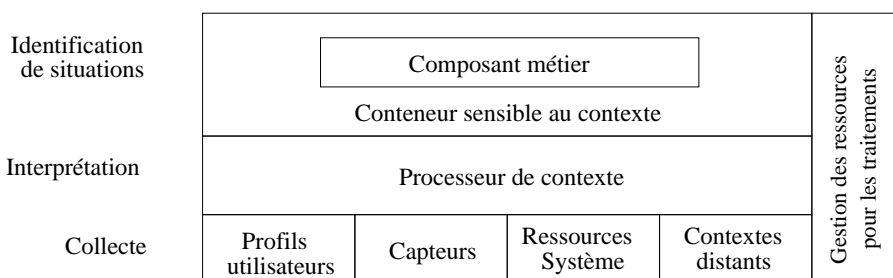 Identification
de situations
Composant métier
Conteneur sensible au contexte
Interprétation
Processeur de contexte
Collecte
Profils
utilisateurs
Capteurs
Ressources
Système
Contextes
distants
Gestion des ressources
pour les traitements